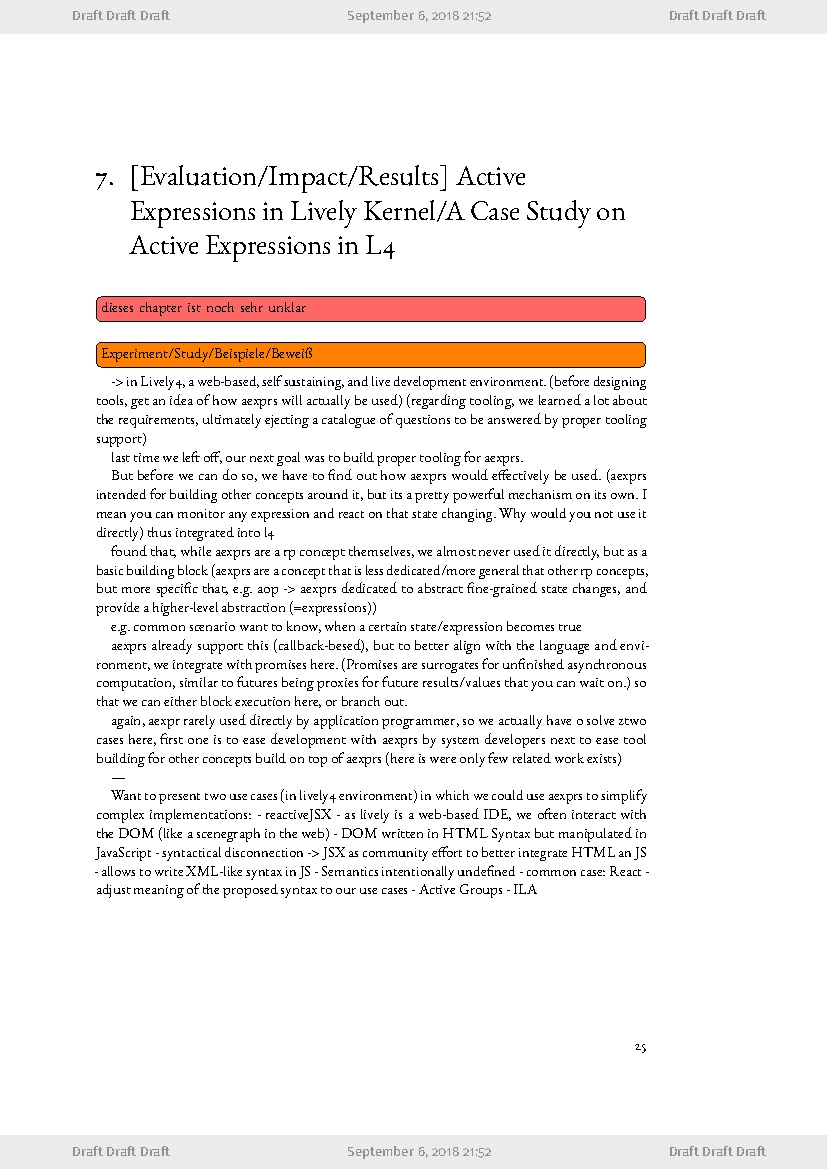 Draft Draft Draft September 6, 2018 21:52 Draft Draft Draft
7. [Evaluation/Impact/Results] Active
Expressions in Lively Kernel/A Case Study on
Active Expressions in L4
dieses chapter ist noch sehr unklar
Experiment/Study/Beispiele/Beweiß
-> in Lively4, a web-based, self sustaining, and live development environment. (before designing
tools, get an idea of how aexprs will actually be used) (regarding tooling, we learned a lot about
the requirements, ultimately ejecting a catalogue of questions to be answered by proper tooling
support)
last time we left off, our next goal was to build proper tooling for aexprs.
But before we can do so, we have to find out how aexprs would effectively be used. (aexprs
intended for building other concepts around it, but its a pretty powerful mechanism on its own. I
mean you can monitor any expression and react on that state changing. Why would you not use it
directly) thus integrated into l4
found that, while aexprs are a rp concept themselves, we almost never used it directly, but as a
basic building block (aexprs are a concept that is less dedicated/more general that other rp concepts,
but more specific that, e.g. aop -> aexprs dedicated to abstract fine-grained state changes, and
provide a higher-level abstraction (=expressions))
e.g. common scenario want to know, when a certain state/expression becomes true
aexprs already support this (callback-besed), but to better align with the language and envi-
ronment, we integrate with promises here. (Promises are surrogates for unfinished asynchronous
computation, similar to futures being proxies for future results/values that you can wait on.) so
that we can either block execution here, or branch out.
again, aexpr rarely used directly by application programmer, so we actually have o solve ztwo
cases here, first one is to ease development with aexprs by system developers next to ease tool
building for other concepts build on top of aexprs (here is were only few related work exists)
—
Want to present two use cases (in lively4 environment) in which we could use aexprs to simplify
complex implementations: - reactiveJSX - as lively is a web-based IDE, we often interact with
the DOM (like a scenegraph in the web) - DOM written in HTML Syntax but manipulated in
JavaScript - syntactical disconnection -> JSX as community effort to better integrate HTML an JS
- allows to write XML-like syntax in JS - Semantics intentionally undefined - common case: React -
adjust meaning of the proposed syntax to our use cases - Active Groups - ILA
25
Draft Draft Draft September 6, 2018 21:52 Draft Draft Draft